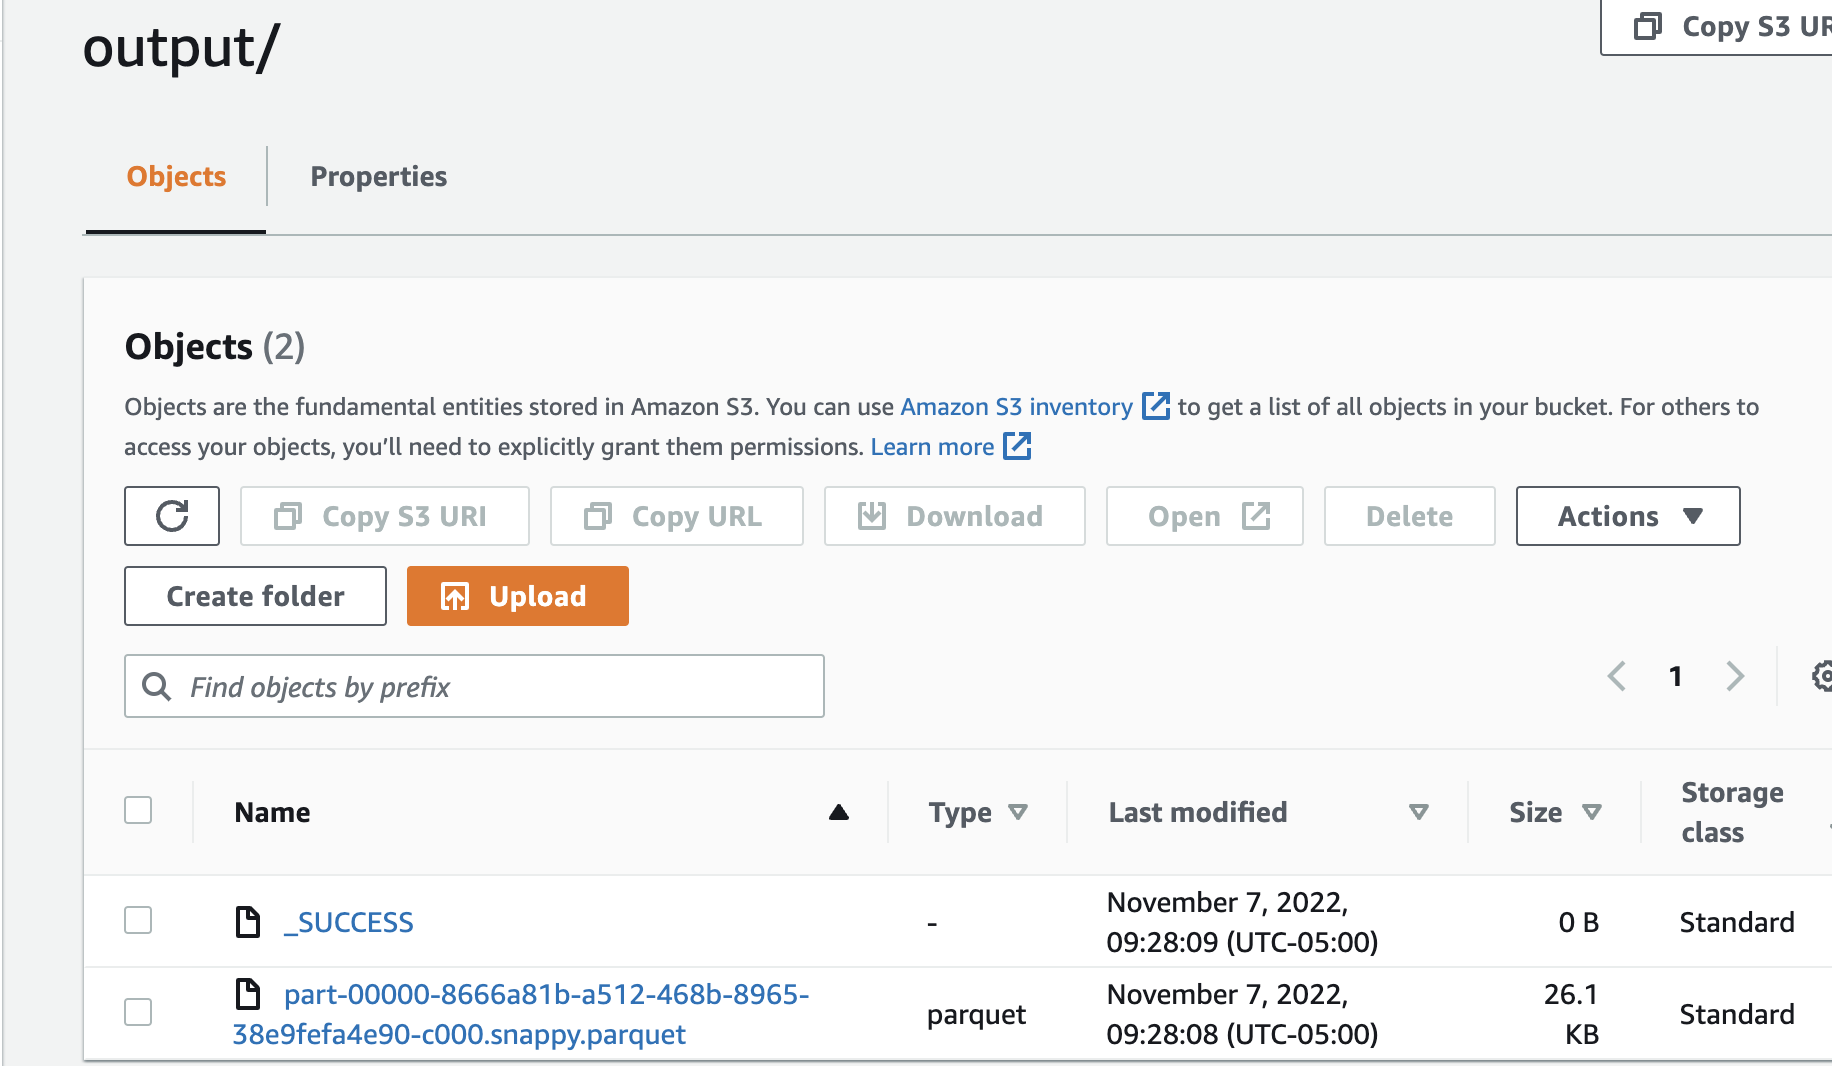 output/
Copy S3 UR
Objects
Properties
Objects (2)
Objects are the fundamental entities stored in Amazon S3. You can use Amazon S3 inventory to get a list of all objects in your bucket. For others to
access your objects, you’ll need to explicitly grant them permissions. Learn more
Copy S3 URI
Copy URL
Download
Open
Delete
Actions
Create folder
Upload
Find objects by prefix
1
Name
Type
Last modified
Size
Storage
class
_SUCCESS
-
November 7, 2022,
09:28:09 (UTC-05:00)
0 B
Standard
part-00000-8666a81b-a512-468b-8965-
38e9fefa4e90-c000.snappy.parquet
parquet
November 7, 2022,
09:28:08 (UTC-05:00)
26.1
KB
Standard